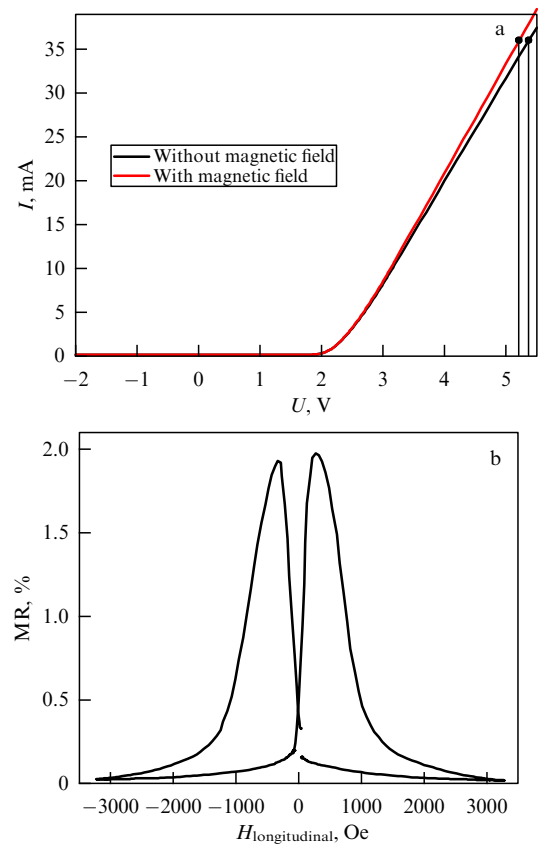 a
35
30
25
20
15
10
5
0
I, mA
Without magnetic field
With magnetic field
−2 −1 0 1 2 3 4 5
U, V
b
2.0
1.5
1.0
0.5
0
MR, %
−3000 −2000 −1000 0 1000 2000 3000
Hlongitudinal, Oe